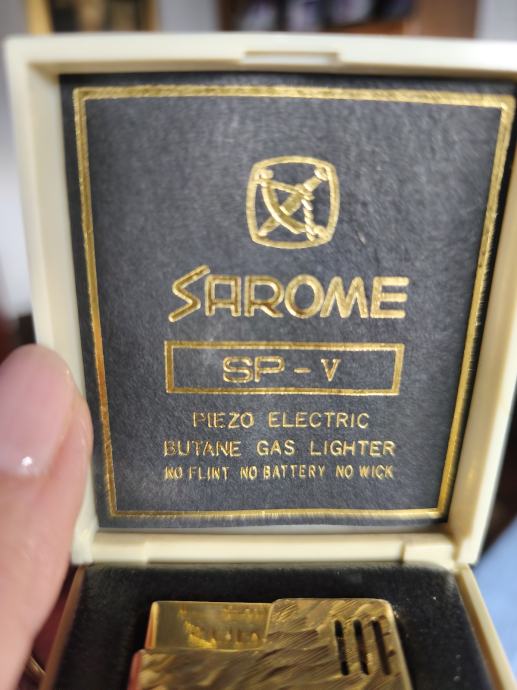 SAROME
SP-V
PIEZO ELECTRIC
BUTANE GAS LIGHTER
NO FLINT NO BATTERY NO WICK